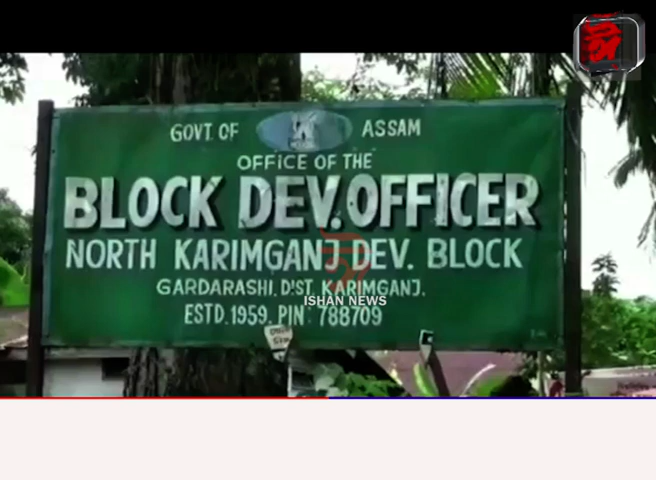 GOVT. OF ASSAM
OFFICE OF THE
BLOCK DEV. OFFICER
NORTH KARIMGANJ DEV. BLOCK
GARDARASHI. DIST. KARIMGANJ.
ISHAN NEWS
ESTD. 1959. PIN: 788709